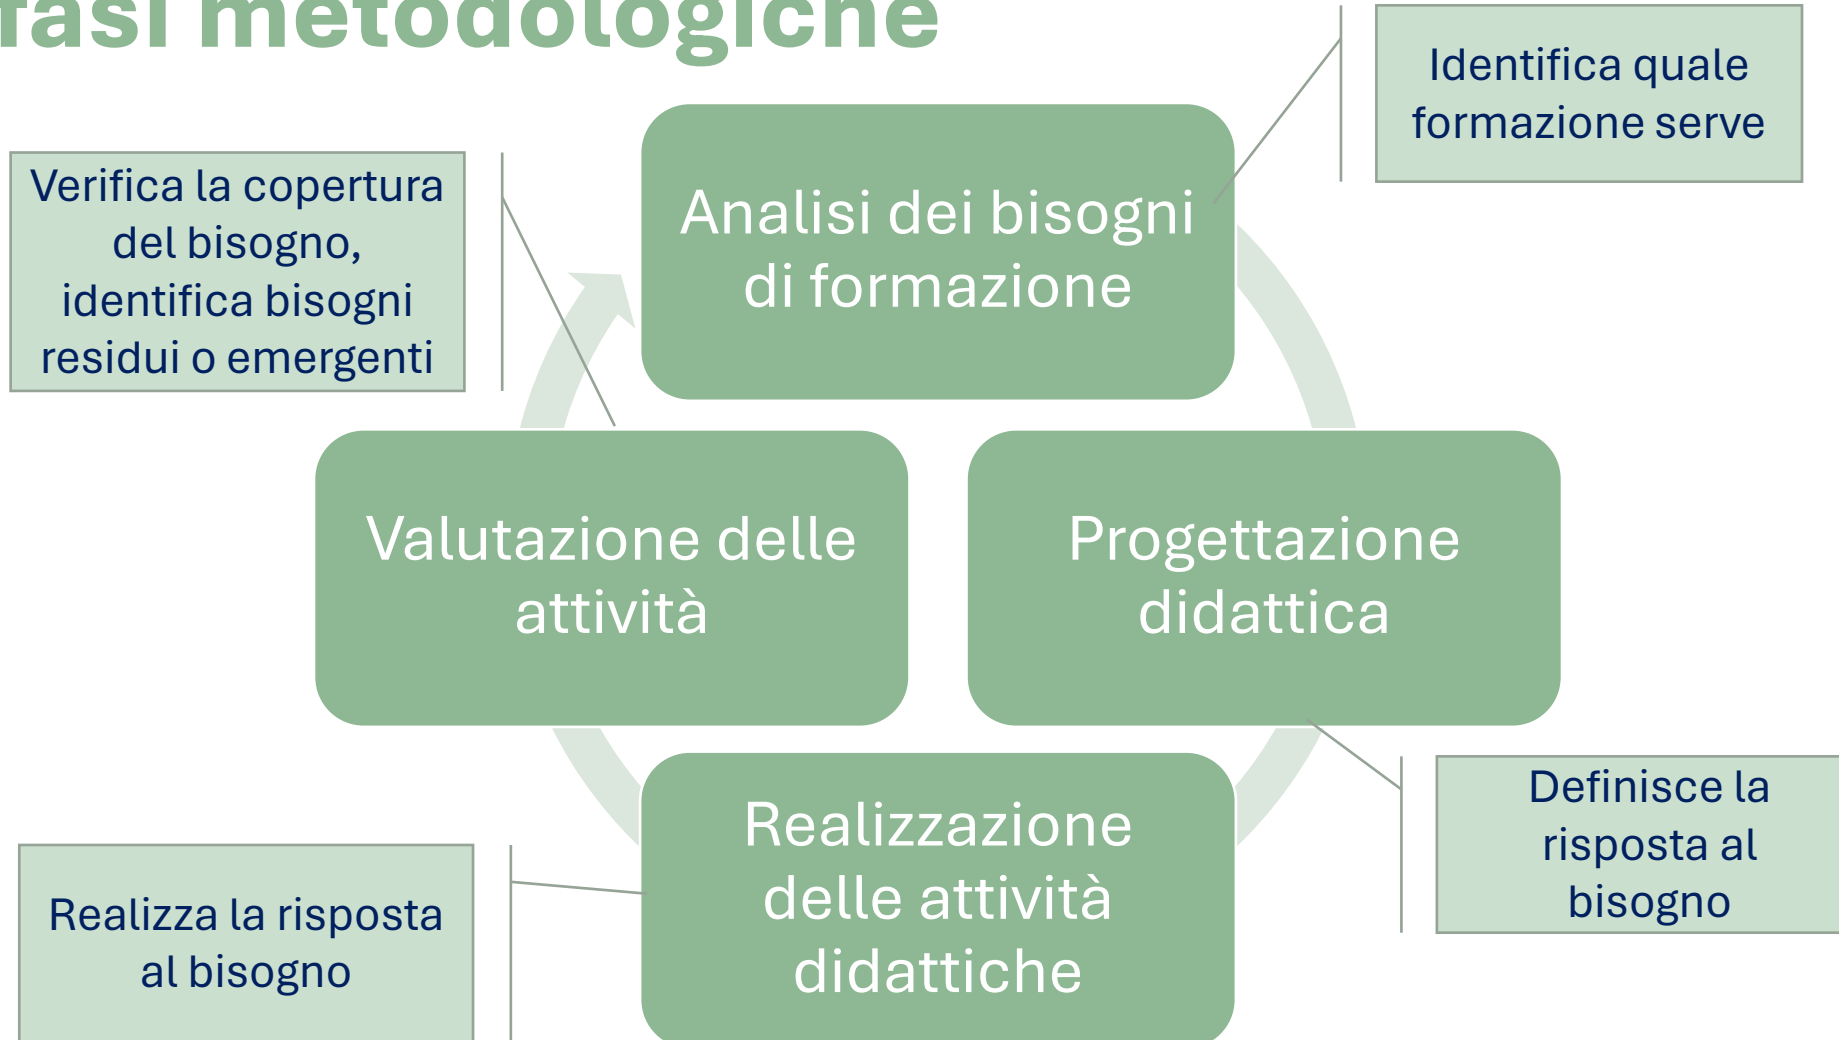 fasi metodologiche
Identifica quale
formazione serve
Verifica la copertura
del bisogno,
identifica bisogni
residui o emergenti
Analisi dei bisogni
di formazione
Valutazione delle
attività
Progettazione
didattica
Definisce la
risposta al
bisogno
Realizzazione
delle attività
didattiche
Realizza la risposta
al bisogno